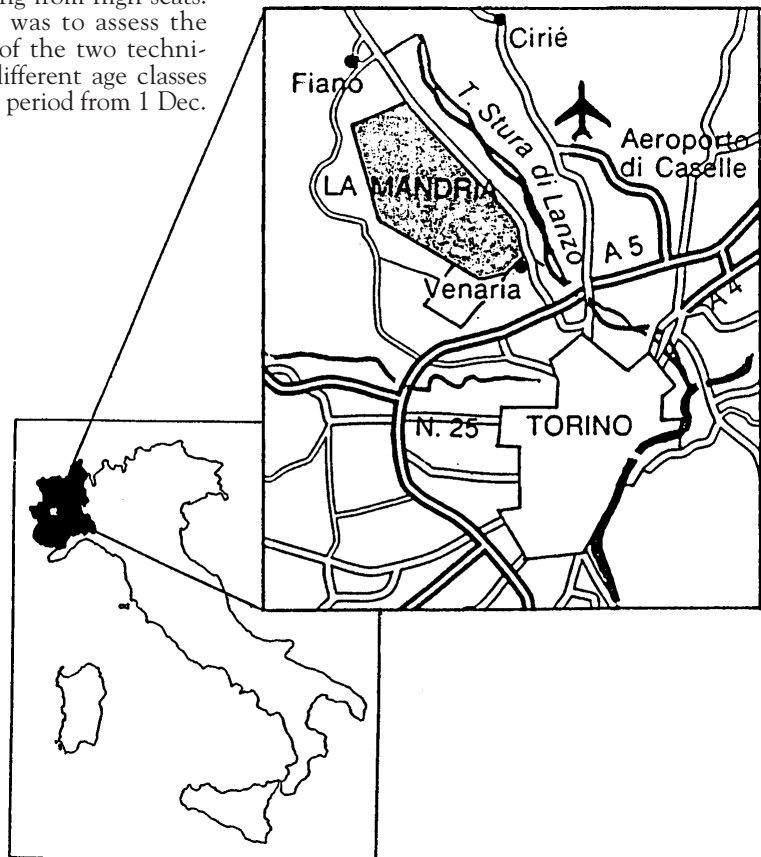 ng from high seats.
was to assess the
of the two techni-
different age classes
period from 1 Dec.
Cirié
Fiano
T. Stura di Lanzo
Aeroporto
di Caselle
LA MANDRIA
A 5
Venaria
A 4
N. 25
TORINO